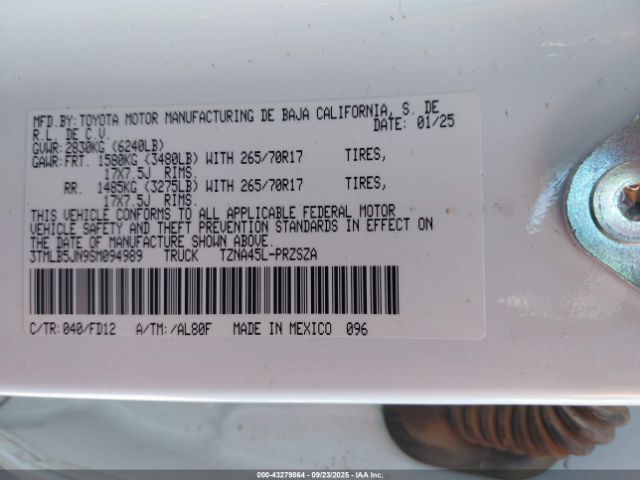 MFD.BY:TOYOTA MOTOR MANUFACTURING DE BAJA CALIFORNIA, S. DE
R.L. DE C.V. DATE: 01/25
GVWR:2830KG (6240LB)
GAWR:FRT. 1580KG (3480LB) WITH 265/70R17 TIRES,
17X7.5J RIMS.
RR. 1485KG (3275LB) WITH 265/70R17 TIRES,
17X7.5J RIMS.
THIS VEHICLE CONFORMS TO ALL APPLICABLE FEDERAL MOTOR
VEHICLE SAFETY AND THEFT PREVENTION STANDARDS IN EFFECT ON
THE DATE OF MANUFACTURE SHOWN ABOVE.
3TMLB5JN9SM094989 TRUCK TZNA45L-PRZSZA
C/TR:040/FD12 A/TM:/AL80F MADE IN MEXICO 096
000-43279864 - 09/23/2025 - IAAI.COM